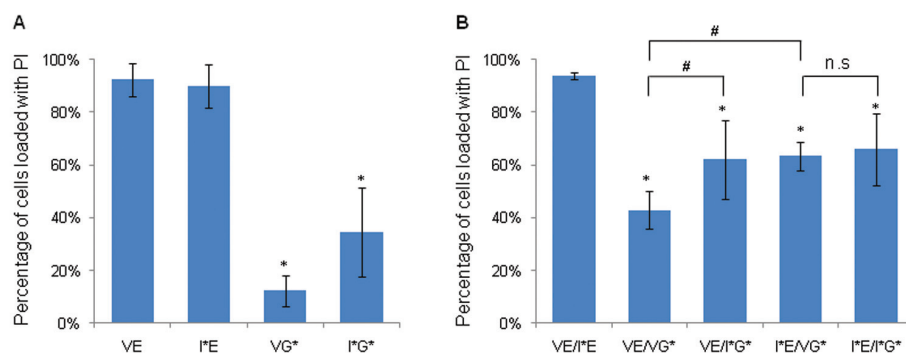 A
Percentage of cells loaded with PI
100%
80%
60%
40%
20%
0%
*
*
VE I*E VG* I*G*
B
Percentage of cells loaded with PI
100%
80%
60%
40%
20%
0%
#
# n.s
*
*
*
*
VE/I*E VE/VG* VE/I*G* I*E/VG* I*E/I*G*